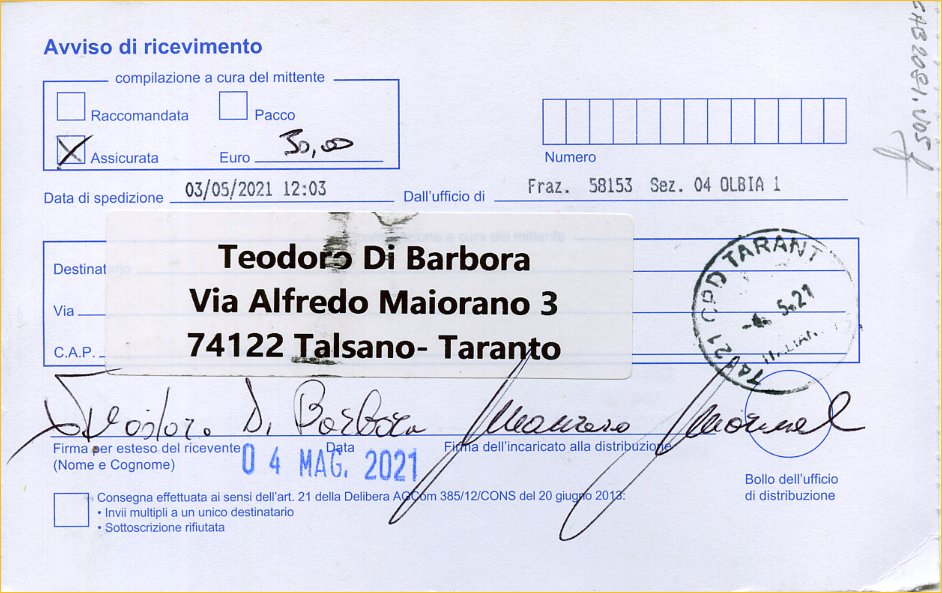 Avviso di ricevimento
compilazione a cura del mittente
Raccomandata
Pacco
Assicurata
Euro 30,00
Numero
Data di spedizione 03/05/2021 12:03 Dall'ufficio di Fraz. 58153 Sez. 04 OLBIA 1
Destinatario
Via
C.A.P.
Teodoro Di Barbora
Via Alfredo Maiorano 3
74122 Talsano- Taranto
CPD TARANT
5.21
Teodoro Di Barbora
Firma per esteso del ricevente
(Nome e Cognome)
Data
04 MAG. 2021
Firma dell'incaricato alla distribuzione
Bollo dell'ufficio
di distribuzione
Consegna effettuata ai sensi dell'art. 21 della Delibera AGCom 385/12/CONS del 20 giugno 2013:
• Invii multipli a un unico destinatario
• Sottoscrizione rifiutata